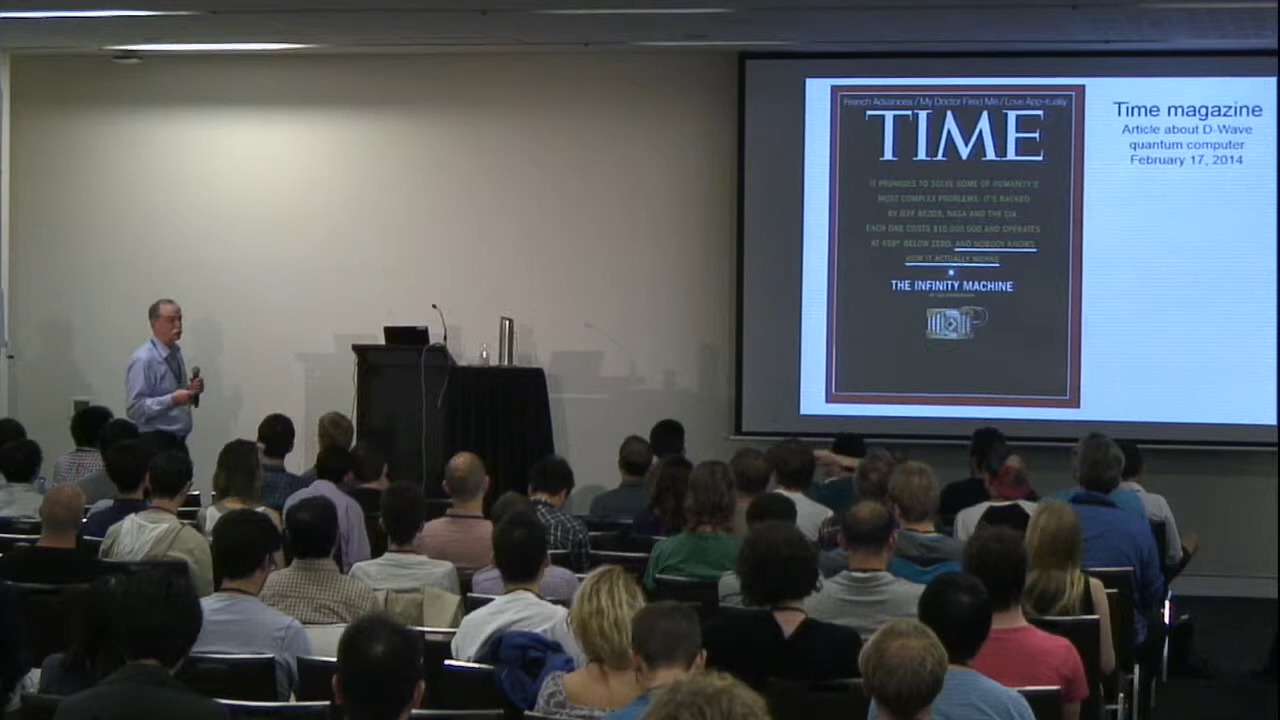 French Advances / My Doctor Fired Me / Love App-tually
TIME
IT PROMISES TO SOLVE SOME OF HUMANITY'S
MOST COMPLEX PROBLEMS. IT'S BACKED
BY JEFF BEZOS, NASA AND THE CIA.
EACH ONE COSTS $10,000,000 AND OPERATES
AT 459° BELOW ZERO. AND NOBODY KNOWS
HOW IT ACTUALLY WORKS
THE INFINITY MACHINE
Time magazine
Article about D-Wave
quantum computer
February 17, 2014